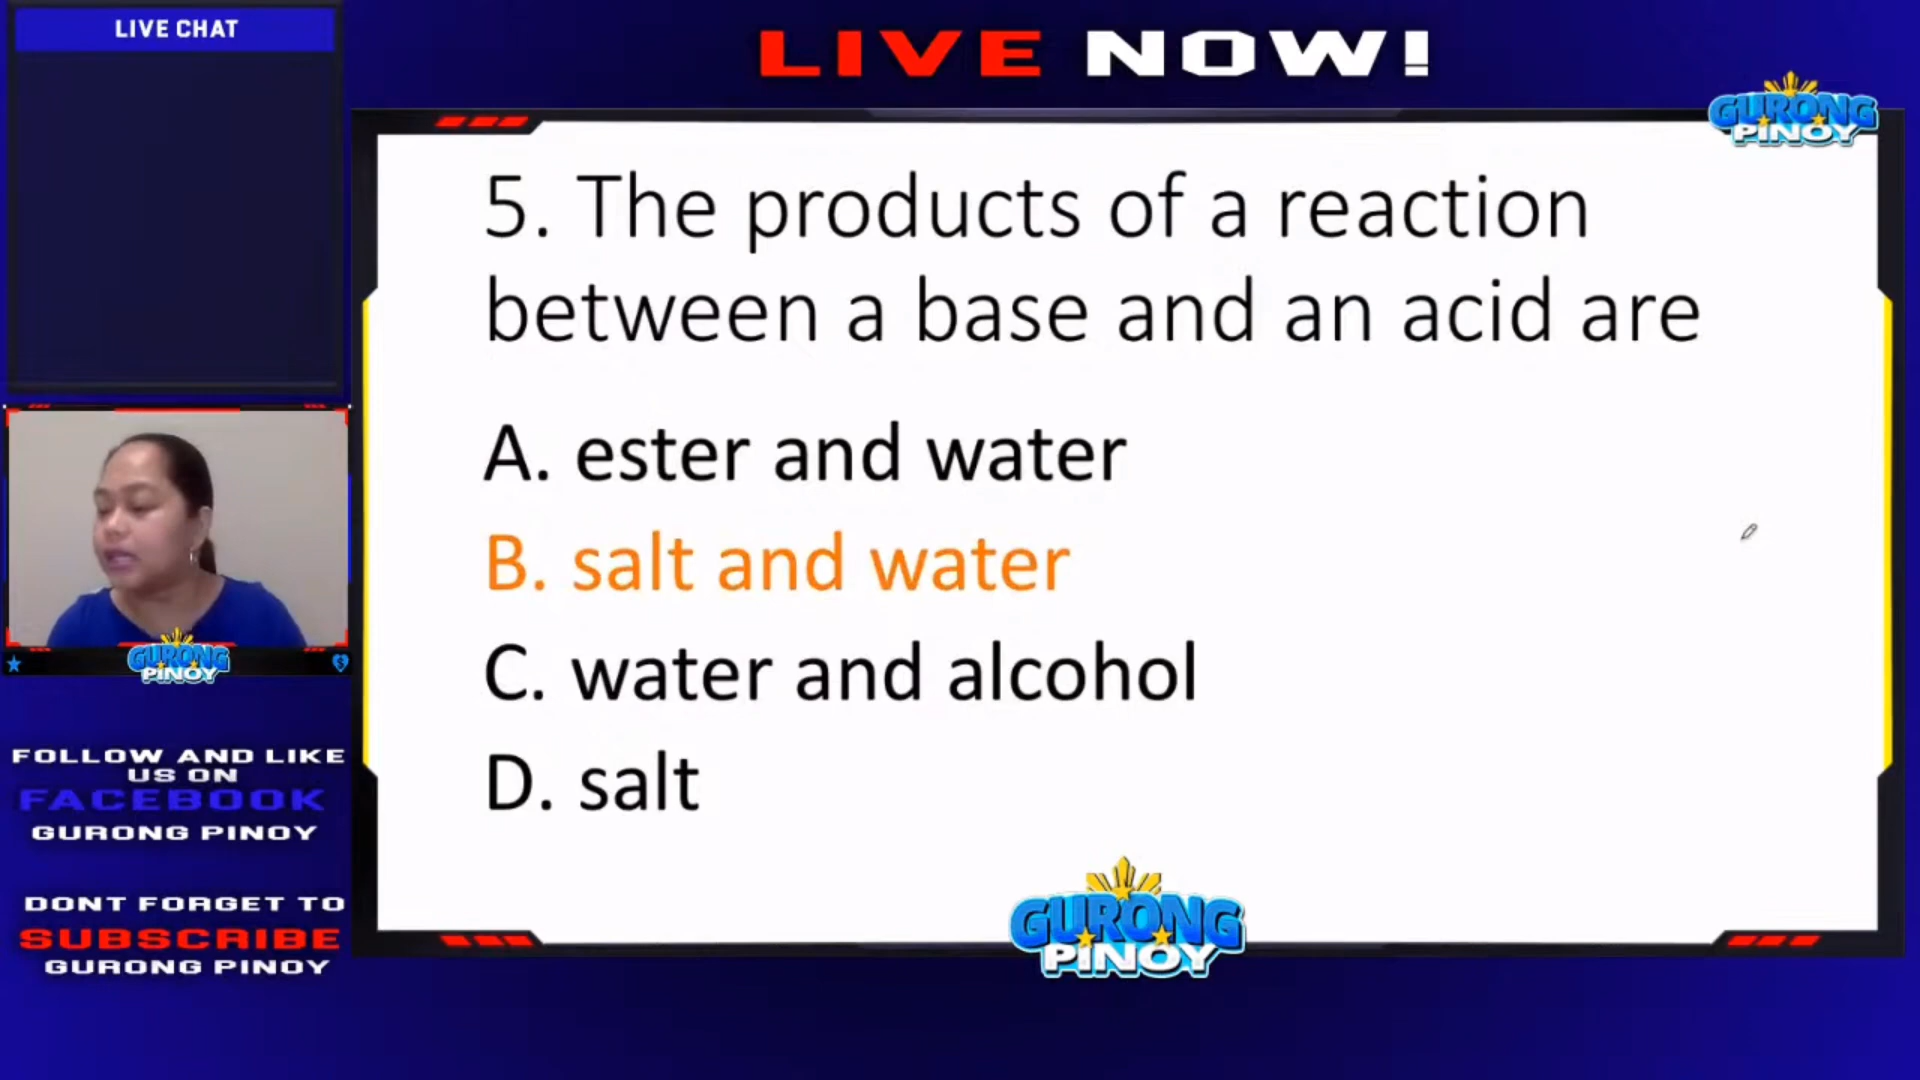 LIVE CHAT
LIVE NOW!
GURONG
PINOY
5. The products of a reaction
between a base and an acid are
A. ester and water
B. salt and water
C. water and alcohol
D. salt
GURONG
PINOY
FOLLOW AND LIKE
US ON
FACEBOOK
GURONG PINOY
DONT FORGET TO
SUBSCRIBE
GURONG PINOY
GURONG
PINOY